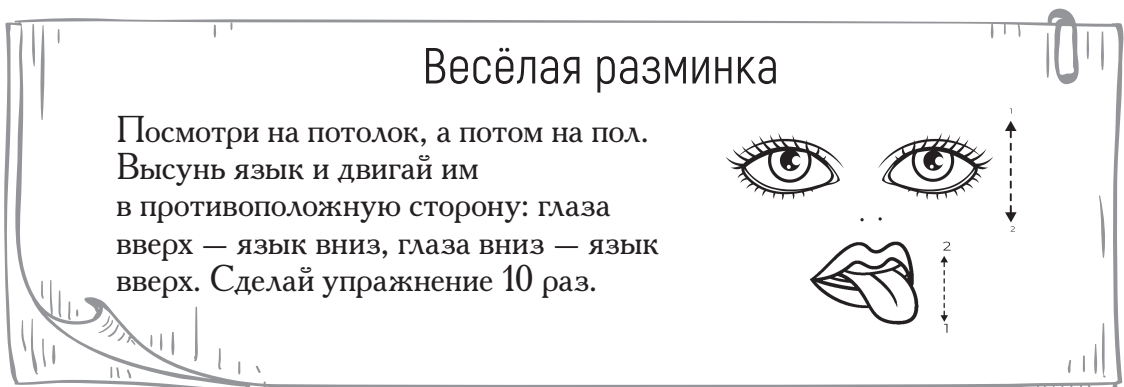 Весёлая разминка
Посмотри на потолок, а потом на пол.
Высунь язык и двигай им
в противоположную сторону: глаза
вверх — язык вниз, глаза вниз — язык
вверх. Сделай упражнение 10 раз.
1
2
2
1